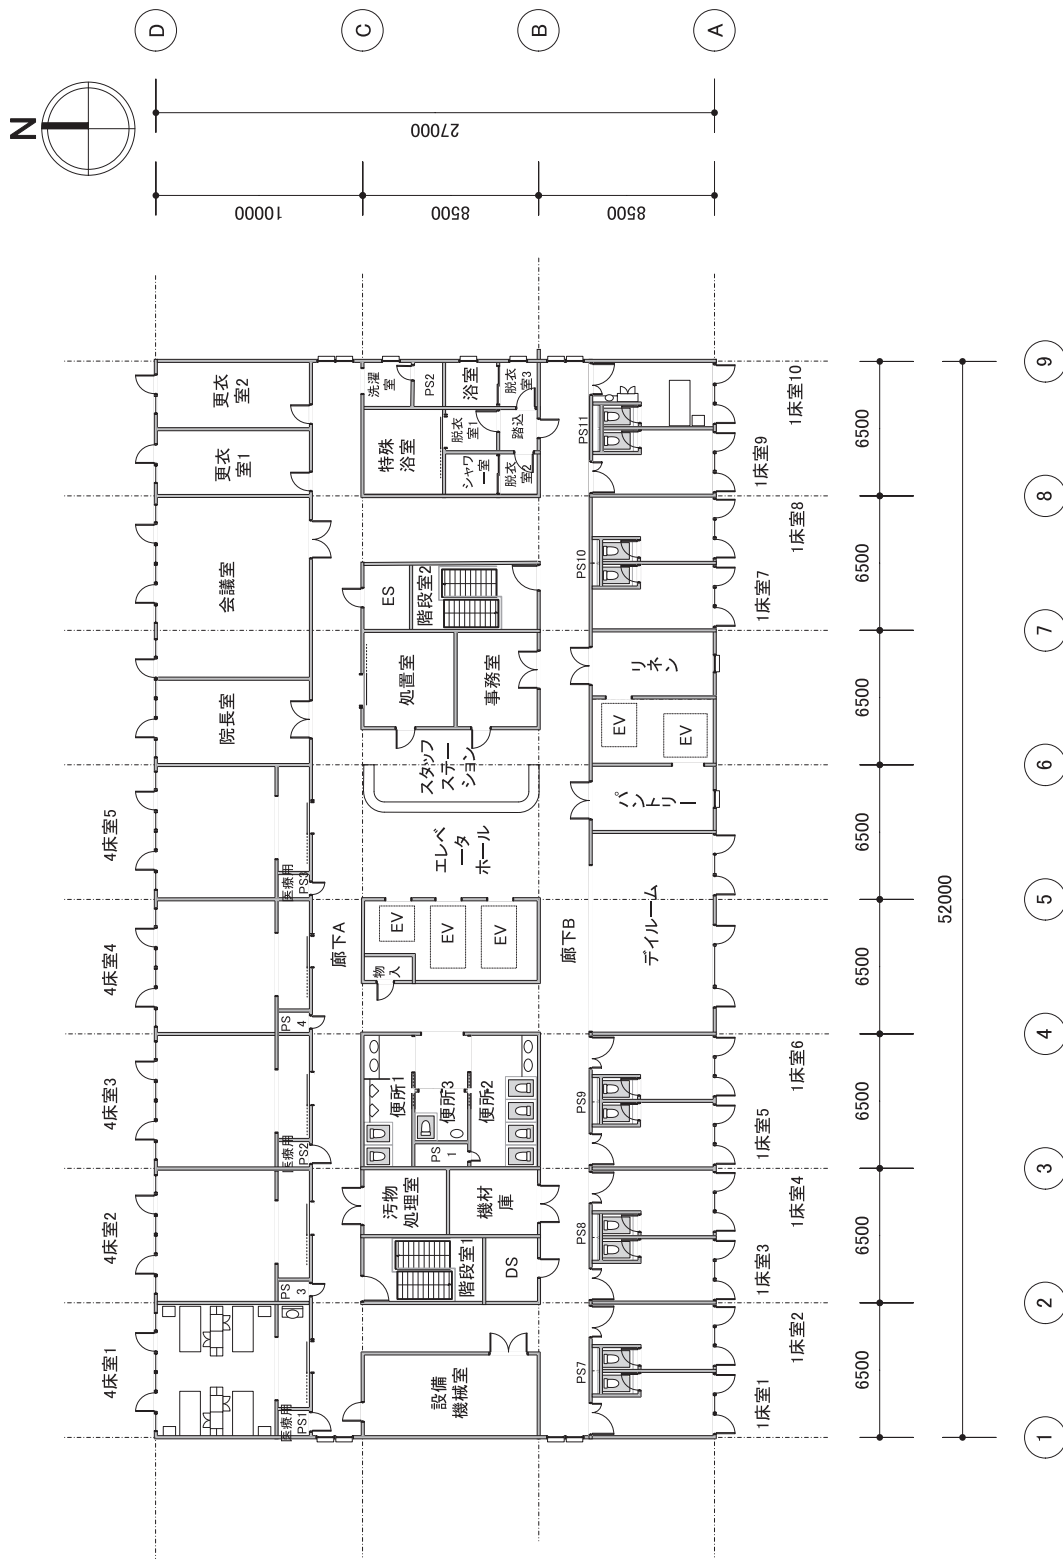 N
D
C
B
A
27000
10000
8500
8500
4床室1
4床室2
4床室3
4床室4
4床室5
院長室
会議室
更衣
室1
更衣
室2
医療用
PS1
PS
3
医療用
PS2
PS
4
医療用
PS3
廊下A
設備
機械室
階段室1
DS
汚物
処理室
機材
庫
便所1
便所3
便所2
PS
1
物
入
EV
EV
EV
エレベ
ータ
ホール
スタッフ
ステー
ション
処置室
事務室
ES
階段室2
特殊
浴室
シャワ
ー室
脱衣
室1
脱衣
室2
踏込
洗濯
室
PS2
浴室
脱衣
室3
廊下B
PS7
PS8
PS9
PS10
PS11
デイルーム
パ
ントリー
EV
EV
リネ
ン
1床室1
1床室2
1床室3
1床室4
1床室5
1床室6
1床室7
1床室8
1床室9
1床室10
6500
6500
6500
6500
6500
6500
6500
6500
52000
1
2
3
4
5
6
7
8
9